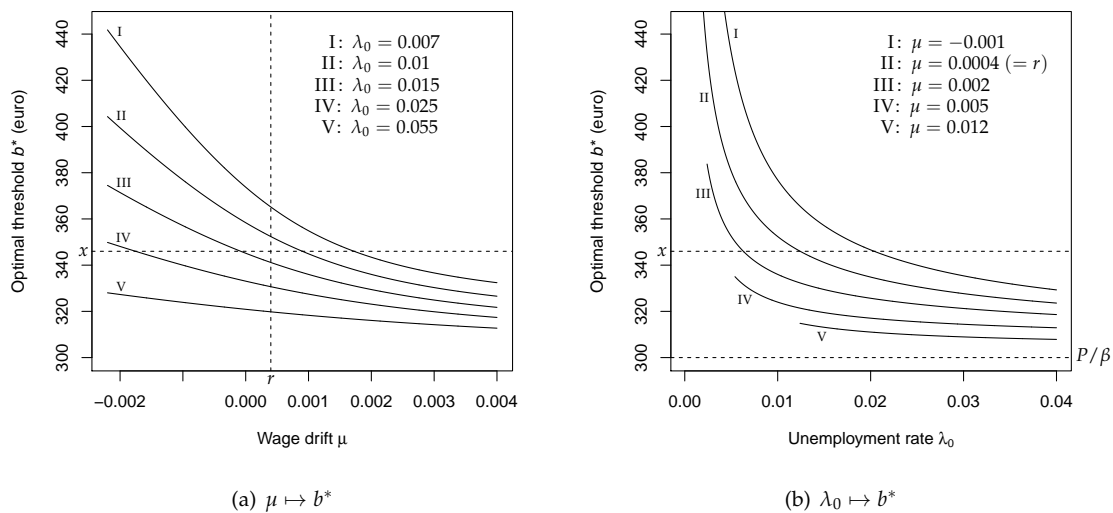 Optimal threshold b* (euro)
440
420
400
380
360
340
320
300
x
I
II
III
IV
V
I: λ0 = 0.007
II: λ0 = 0.01
III: λ0 = 0.015
IV: λ0 = 0.025
V: λ0 = 0.055
r
−0.002 0.000 0.001 0.002 0.003 0.004
Wage drift μ
(a) μ ↦ b*
Optimal threshold b* (euro)
440
420
400
380
360
340
320
300
x
I
II
III
IV
V
I: μ = −0.001
II: μ = 0.0004 (= r)
III: μ = 0.002
IV: μ = 0.005
V: μ = 0.012
P/β
0.00 0.01 0.02 0.03 0.04
Unemployment rate λ0
(b) λ0 ↦ b*